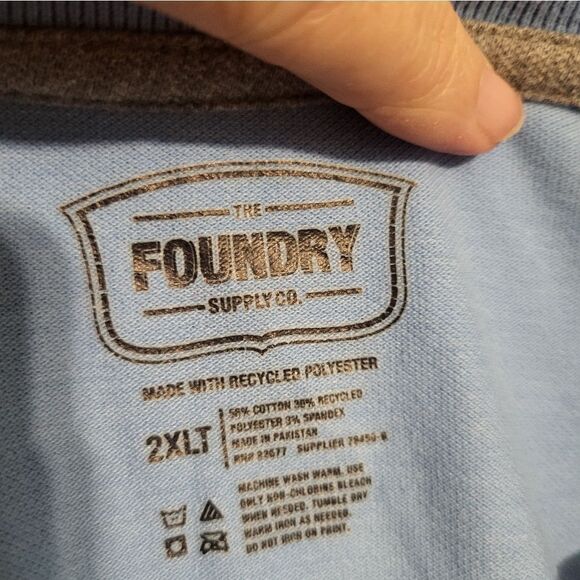 THE
FOUNDRY
SUPPLY CO.
MADE WITH RECYCLED POLYESTER
2XLT
COTTON RECYCLED
POLYESTER 3% SPANDEX
MADE IN PAKISTAN
SUPPLIER
MACHINE WASH WARM, USE
ONLY NON-CHLORINE BLEACH
WHEN NEEDED. TUMBLE DRY
WARM IRON AS NEEDED.
DO NOT IRON ON PRINT.